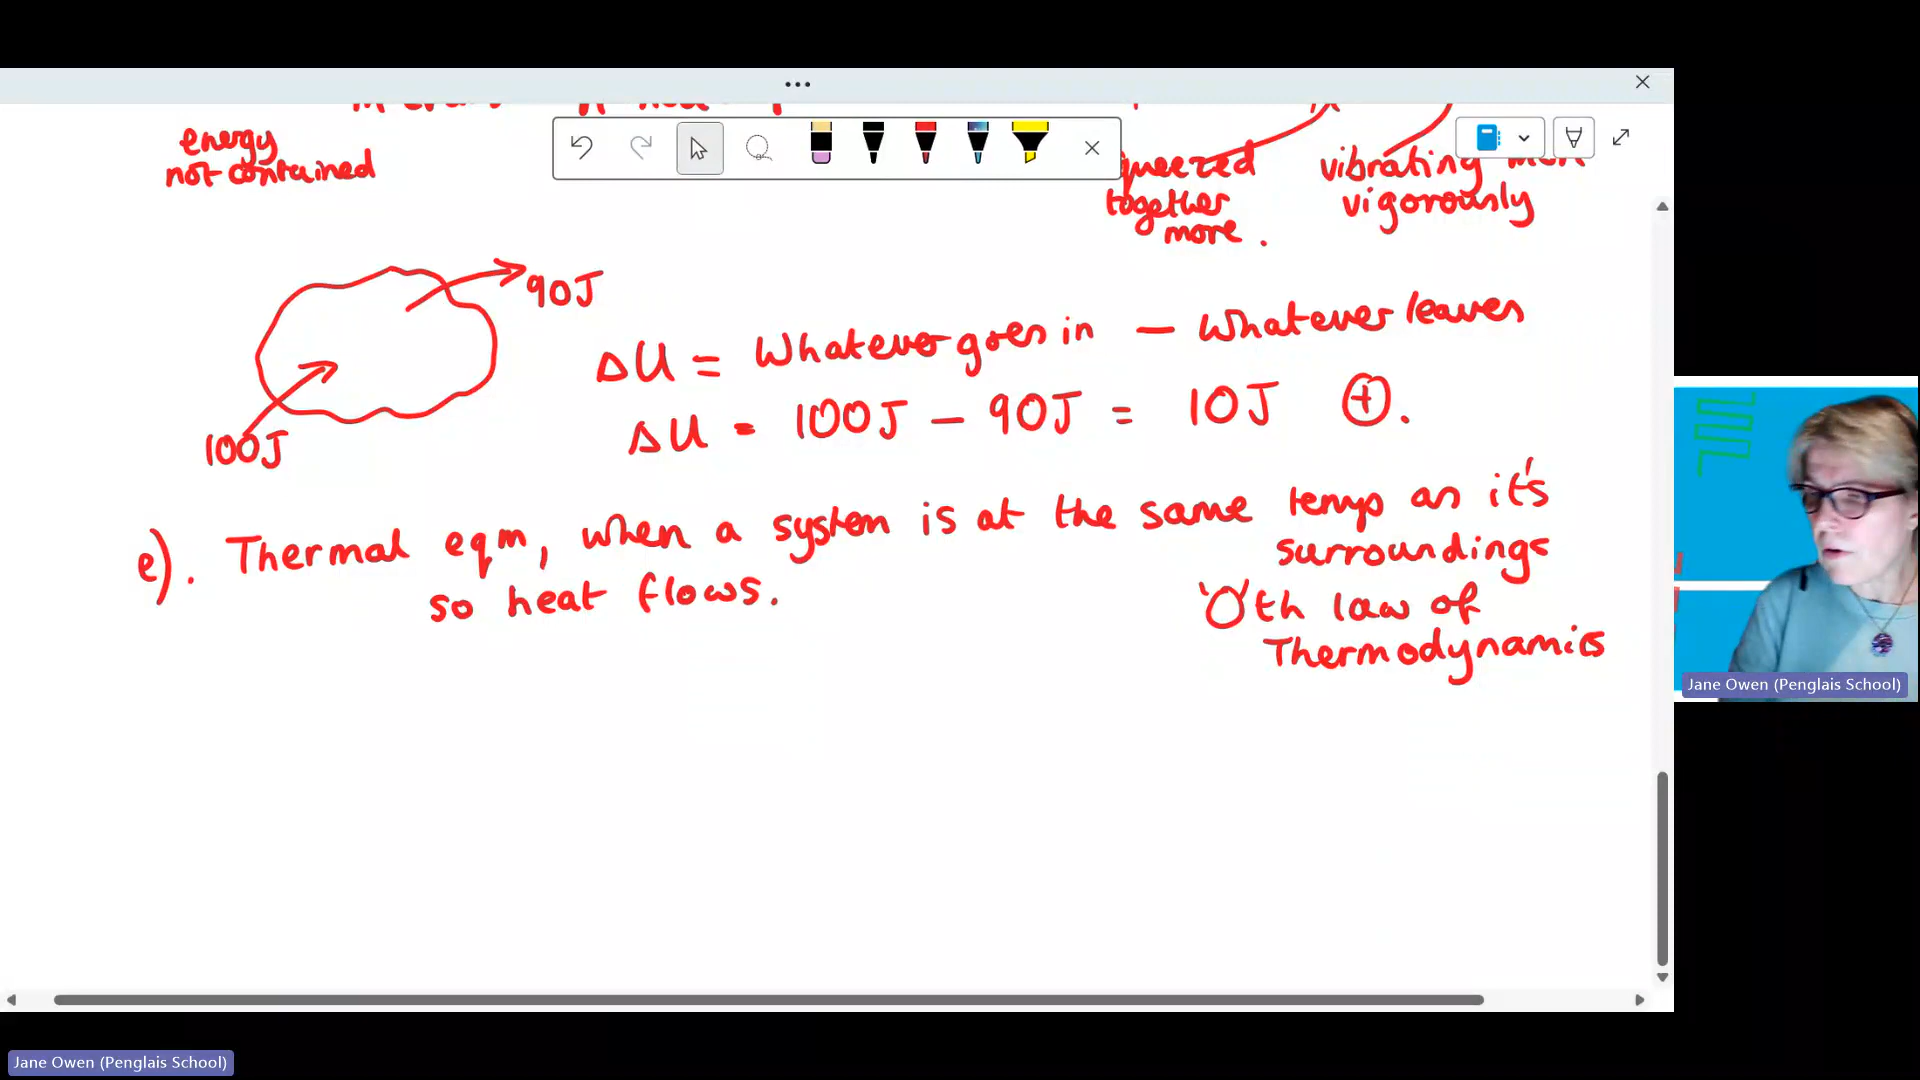 energy
not contained
together
more.
vibrating
vigorously
90J
100J
ΔU = Whatever goes in — Whatever leaves
ΔU = 100J — 90J = 10J ⊕.
e). Thermal eqm, when a system is at the same temp as it's
surroundings
so heat flows.
'0'th law of
Thermodynamics
Jane Owen (Penglais School)
Jane Owen (Penglais School)